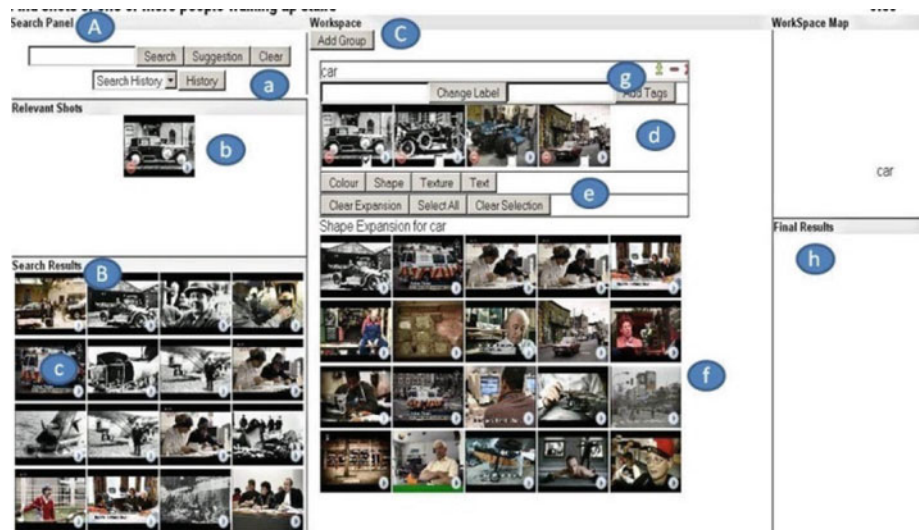 Search Panel
A
Search
Suggestion
Clear
Search History
History
a
Relevant Shots
b
Search Results
B
c
Workspace
Add Group
C
car
g
Change Label
Add Tags
d
Colour
Shape
Texture
Text
e
Clear Expansion
Select All
Clear Selection
Shape Expansion for car
f
WorkSpace Map
car
Final Results
h